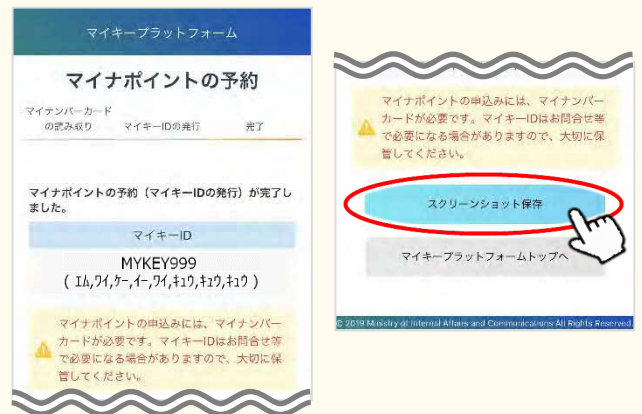 マイキープラットフォーム
マイナポイントの予約
マイナンバーカード
の読み取り
マイキーIDの発行
完了
マイナポイントの予約（マイキーIDの発行）が完了し
ました。
マイキーID
MYKEY999
( エム,ワイ,ケー,イー,ワイ,キュウ,キュウ,キュウ )
マイナポイントの申込みには、マイナンバー
カードが必要です。マイキーIDはお問合せ等
で必要になる場合がありますので、大切に保
管してください。
マイナポイントの申込みには、マイナンバー
カードが必要です。マイキーIDはお問合せ等
で必要になる場合がありますので、大切に保
管してください。
スクリーンショット保存
マイキープラットフォームトップへ
© 2019 Ministry of Internal Affairs and Communications All Rights Reserved.